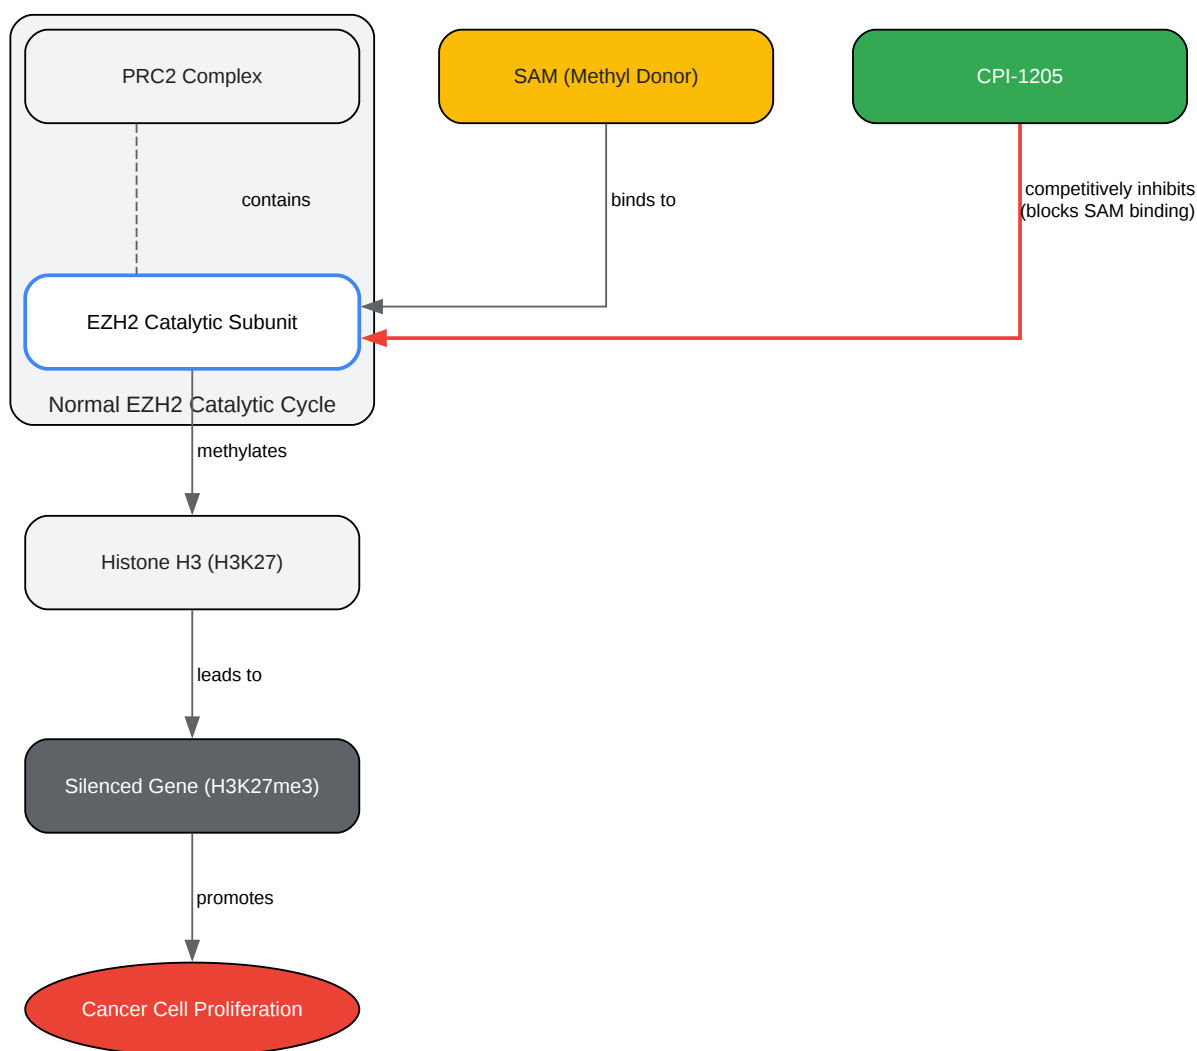 PRC2 Complex
SAM (Methyl Donor)
CPI-1205
contains
binds to
competitively inhibits
(blocks SAM binding)
EZH2 Catalytic Subunit
Normal EZH2 Catalytic Cycle
methylates
Histone H3 (H3K27)
leads to
Silenced Gene (H3K27me3)
promotes
Cancer Cell Proliferation